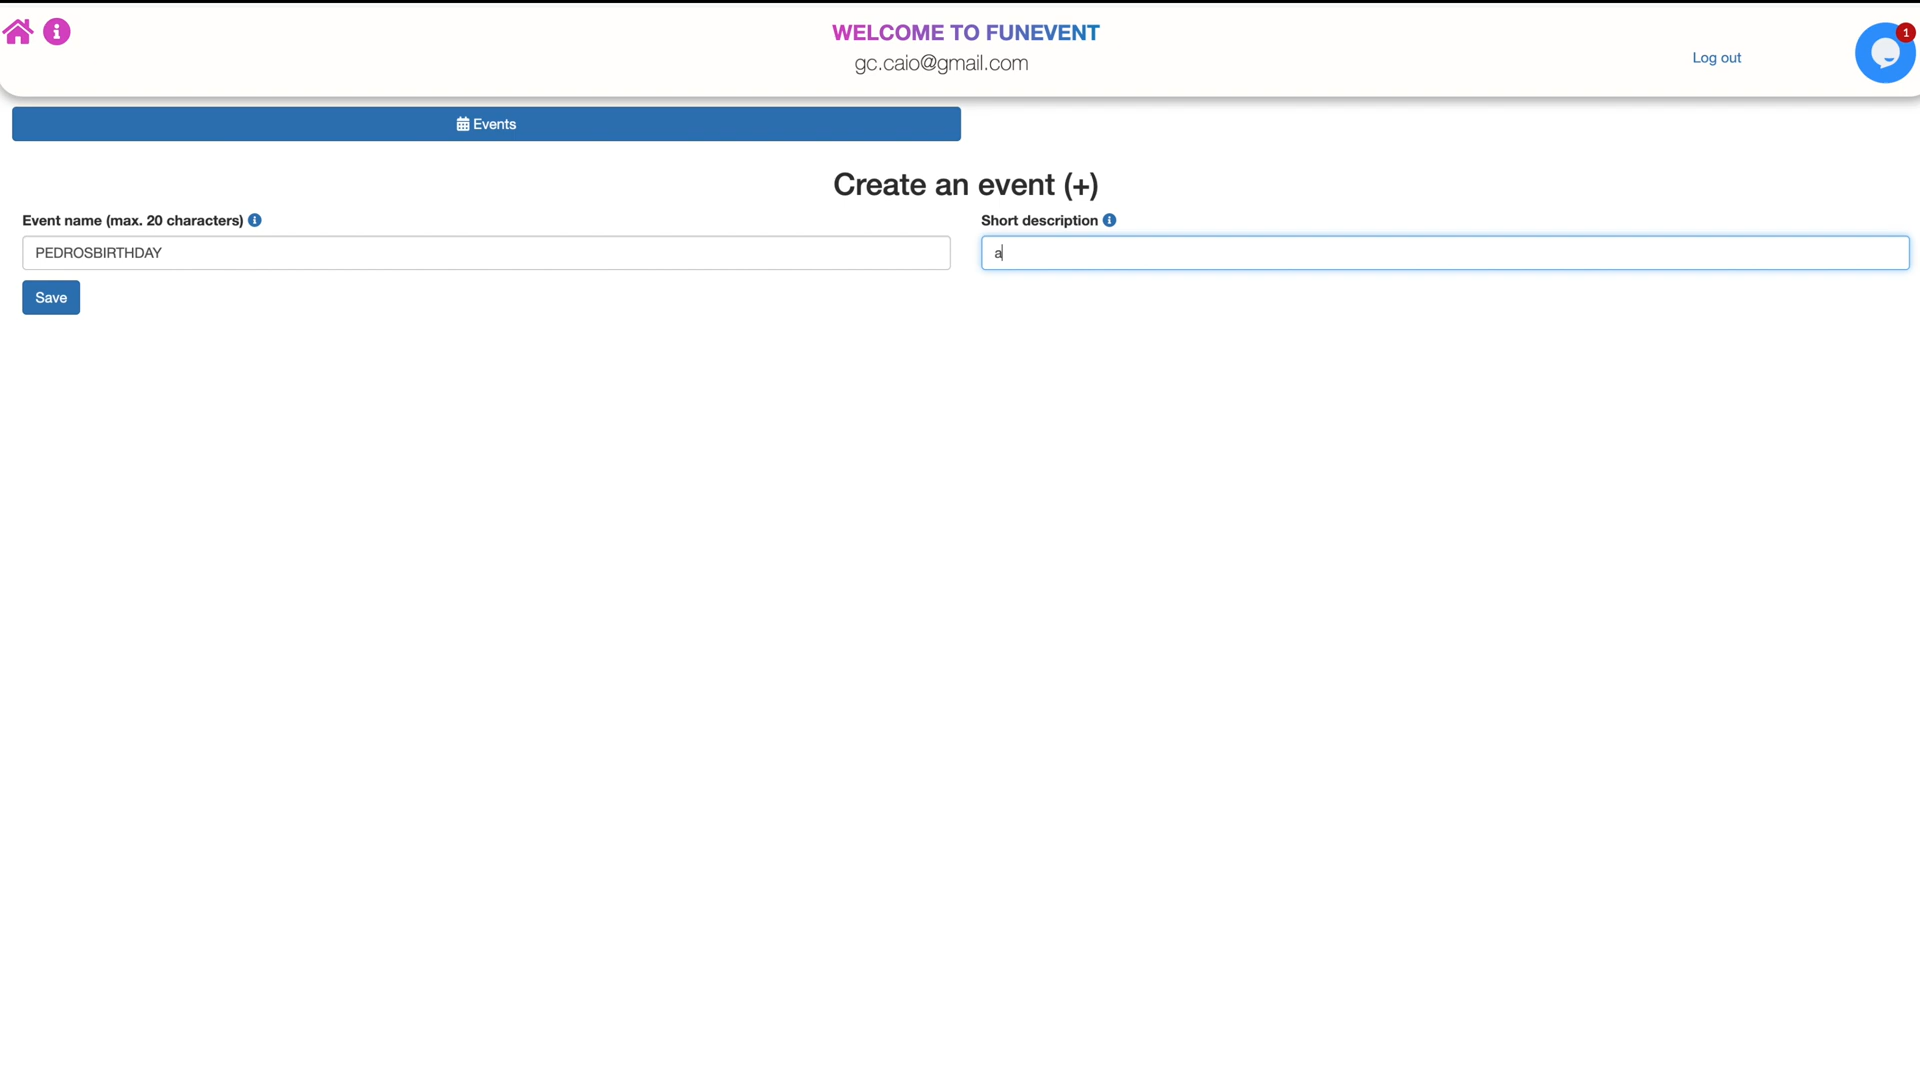 WELCOME TO FUNEVENT
gc.caio@gmail.com
Log out
1
Events
Create an event (+)
Event name (max. 20 characters)
Short description
PEDROSBIRTHDAY
a
Save